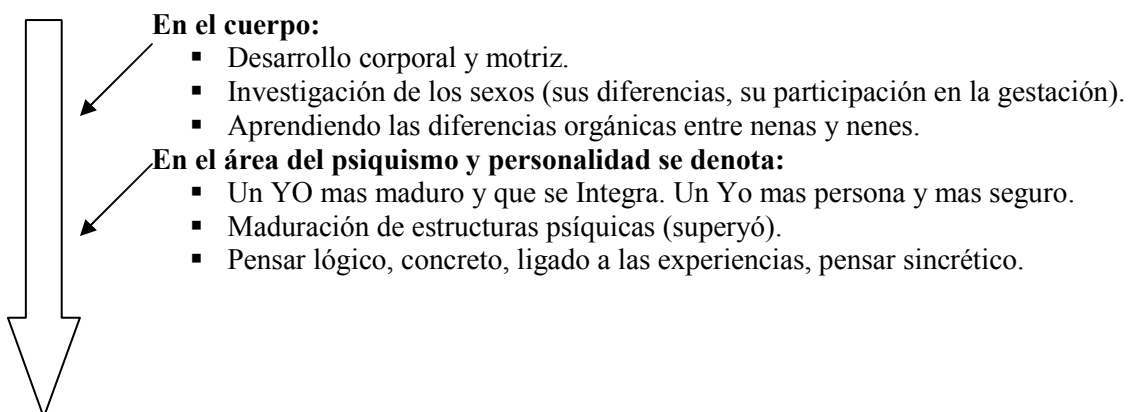 En el cuerpo:
▪ Desarrollo corporal y motriz.
▪ Investigación de los sexos (sus diferencias, su participación en la gestación).
▪ Aprendiendo las diferencias orgánicas entre nenas y nenes.
En el área del psiquismo y personalidad se denota:
▪ Un YO mas maduro y que se Integra. Un Yo mas persona y mas seguro.
▪ Maduración de estructuras psíquicas (superyó).
▪ Pensar lógico, concreto, ligado a las experiencias, pensar sincrético.